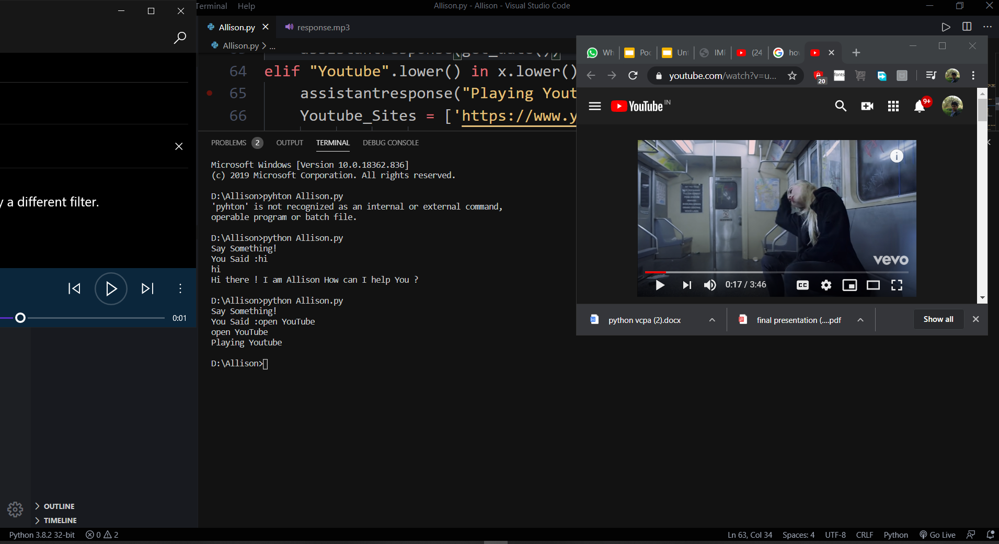 Terminal Help
Allison.py - Allison - Visual Studio Code
Allison.py
response.mp3
Allison.py > ...
64 elif "Youtube".lower() in x.lower()
65 assistantresponse("Playing Yout
66 Youtube_Sites = ['https://www.y
PROBLEMS 2 OUTPUT TERMINAL DEBUG CONSOLE
Microsoft Windows [Version 10.0.18362.836]
(c) 2019 Microsoft Corporation. All rights reserved.
D:\Allison>pyhton Allison.py
'pyhton' is not recognized as an internal or external command,
operable program or batch file.
D:\Allison>python Allison.py
Say Something!
You Said :hi
hi
Hi there ! I am Allison How can I help You ?
D:\Allison>python Allison.py
Say Something!
You Said :open YouTube
open YouTube
Playing Youtube
D:\Allison>
y a different filter.
0:01
OUTLINE
TIMELINE
Wh Poc Un (24 ho
youtube.com/watch?v=u...
20
fonts
YouTube IN
9+
vevo
0:17 / 3:46
CC
python vcpa (2).docx
final presentation (....pdf
Show all
Python 3.8.2 32-bit 0 2
Ln 63, Col 34 Spaces: 4 UTF-8 CRLF Python Go Live